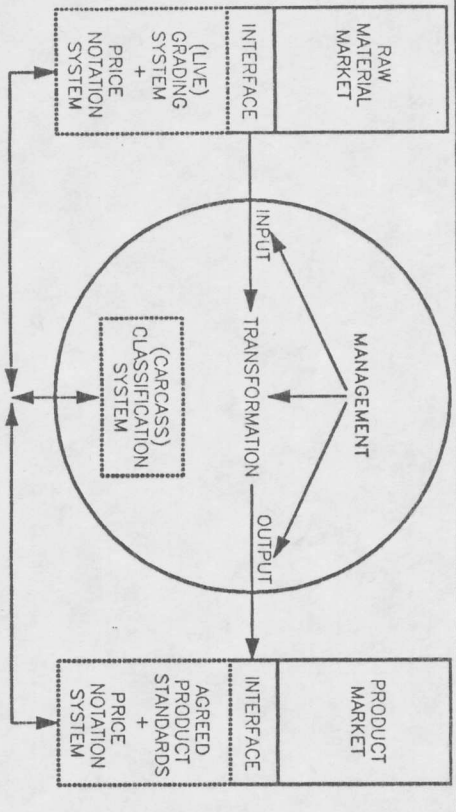 RAW
MATERIAL
MARKET
INTERFACE
(LIVE)
GRADING
SYSTEM
+
PRICE
NOTATION
SYSTEM
MANAGEMENT
INPUT
TRANSFORMATION
OUTPUT
(CARCASS)
CLASSIFICATION
SYSTEM
PRODUCT
MARKET
INTERFACE
AGREED
PRODUCT
STANDARDS
+
PRICE
NOTATION
SYSTEM